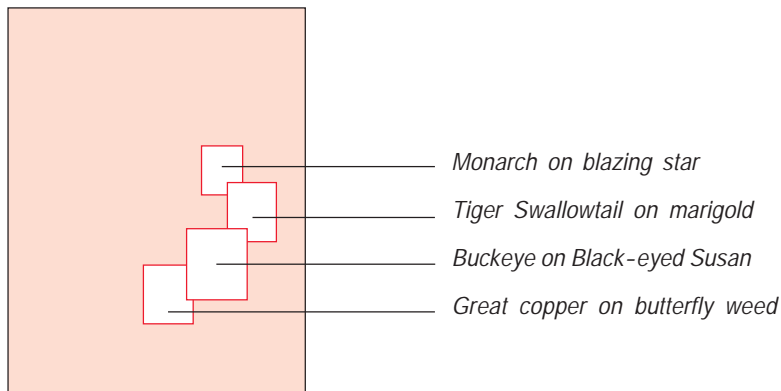 Monarch on blazing star
Tiger Swallowtail on marigold
Buckeye on Black-eyed Susan
Great copper on butterfly weed